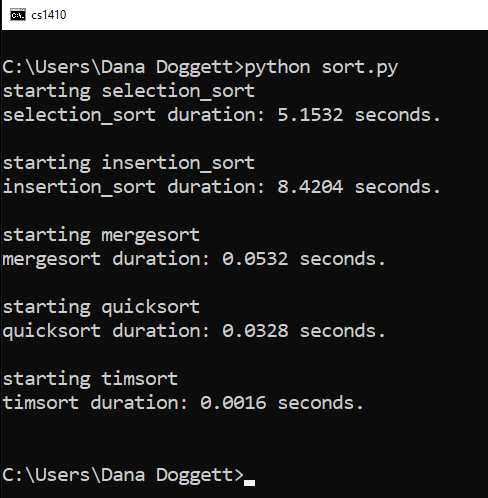 cs1410
C:\Users\Dana Doggett>python sort.py
starting selection_sort
selection_sort duration: 5.1532 seconds.
starting insertion_sort
insertion_sort duration: 8.4204 seconds.
starting mergesort
mergesort duration: 0.0532 seconds.
starting quicksort
quicksort duration: 0.0328 seconds.
starting timsort
timsort duration: 0.0016 seconds.
C:\Users\Dana Doggett>